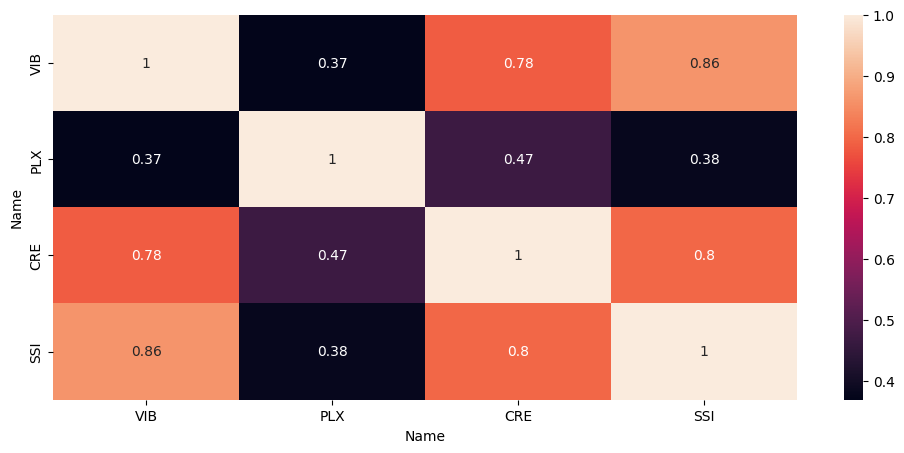 VIB 1 0.37 0.78 0.86
PLX 0.37 1 0.47 0.38
CRE 0.78 0.47 1 0.8
SSI 0.86 0.38 0.8 1
Name
VIB PLX CRE SSI
Name
1.0
0.9
0.8
0.7
0.6
0.5
0.4